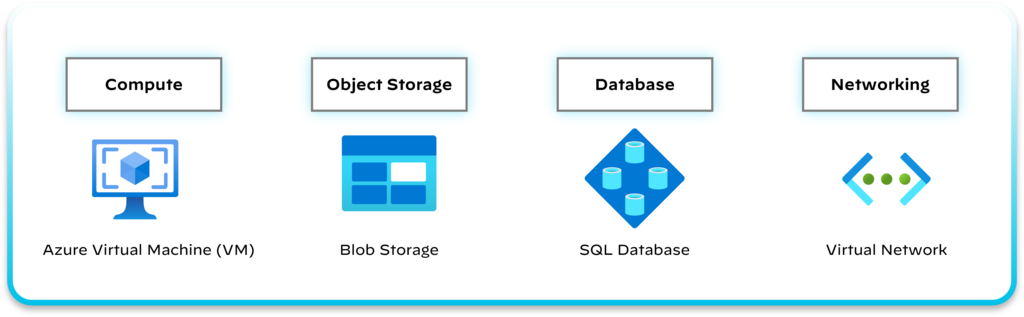 Compute
Object Storage
Database
Networking
Azure Virtual Machine (VM)
Blob Storage
SQL Database
Virtual Network